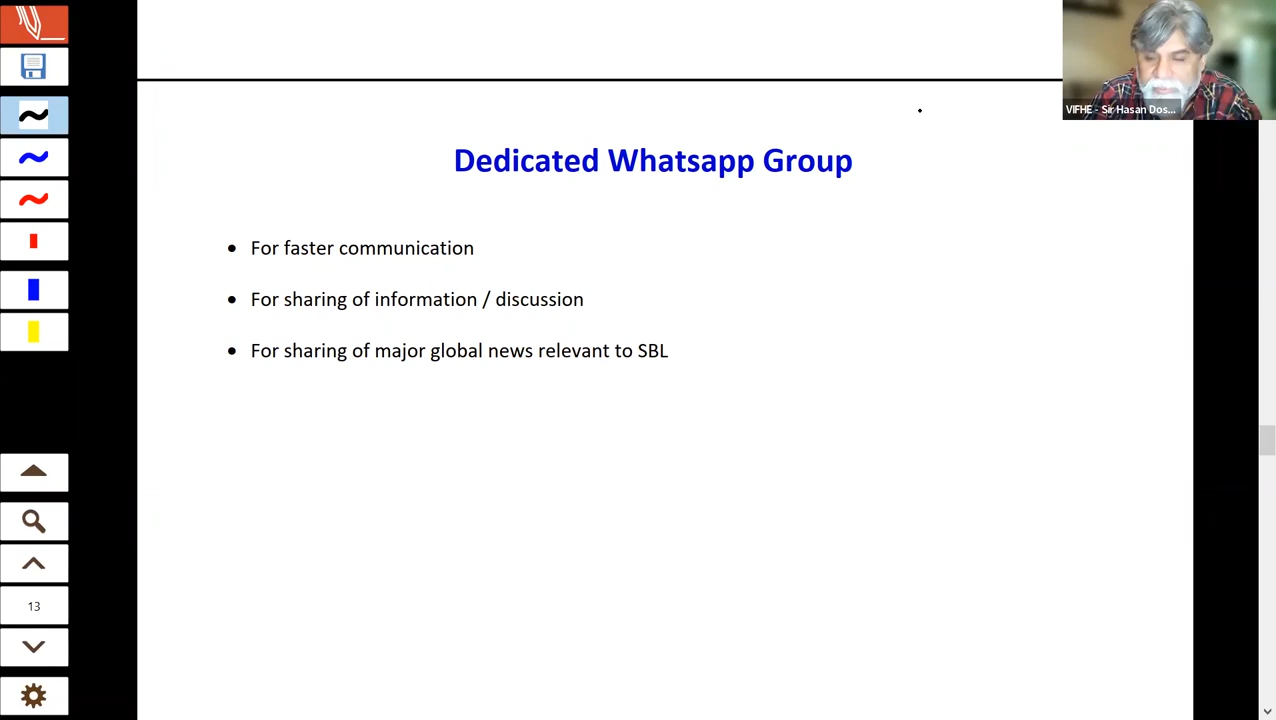 VIFHE - Sir Hasan Dos...
Dedicated Whatsapp Group
• For faster communication
• For sharing of information / discussion
• For sharing of major global news relevant to SBL
13